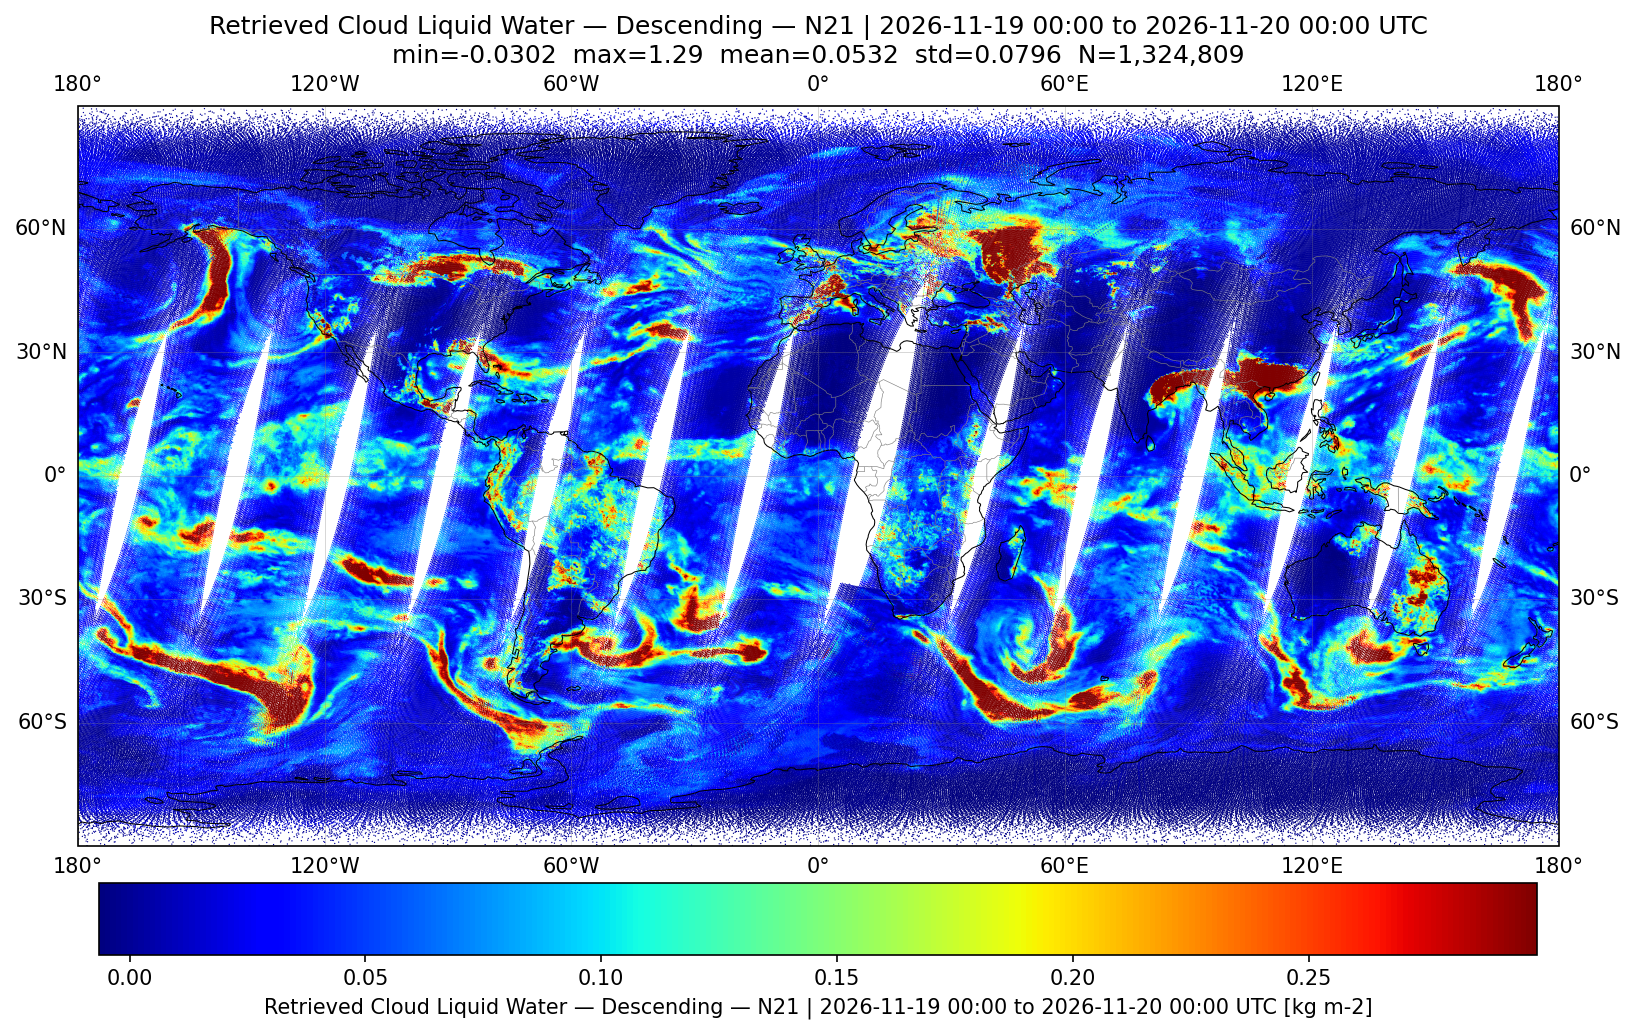 Retrieved Cloud Liquid Water — Descending — N21 | 2026-11-19 00:00 to 2026-11-20 00:00 UTC
min=-0.0302  max=1.29  mean=0.0532  std=0.0796  N=1,324,809
180° 120°W 60°W 0° 60°E 120°E 180°
60°N 60°N
30°N 30°N
0° 0°
30°S 30°S
60°S 60°S
180° 120°W 60°W 0° 60°E 120°E 180°
0.00 0.05 0.10 0.15 0.20 0.25
Retrieved Cloud Liquid Water — Descending — N21 | 2026-11-19 00:00 to 2026-11-20 00:00 UTC [kg m-2]